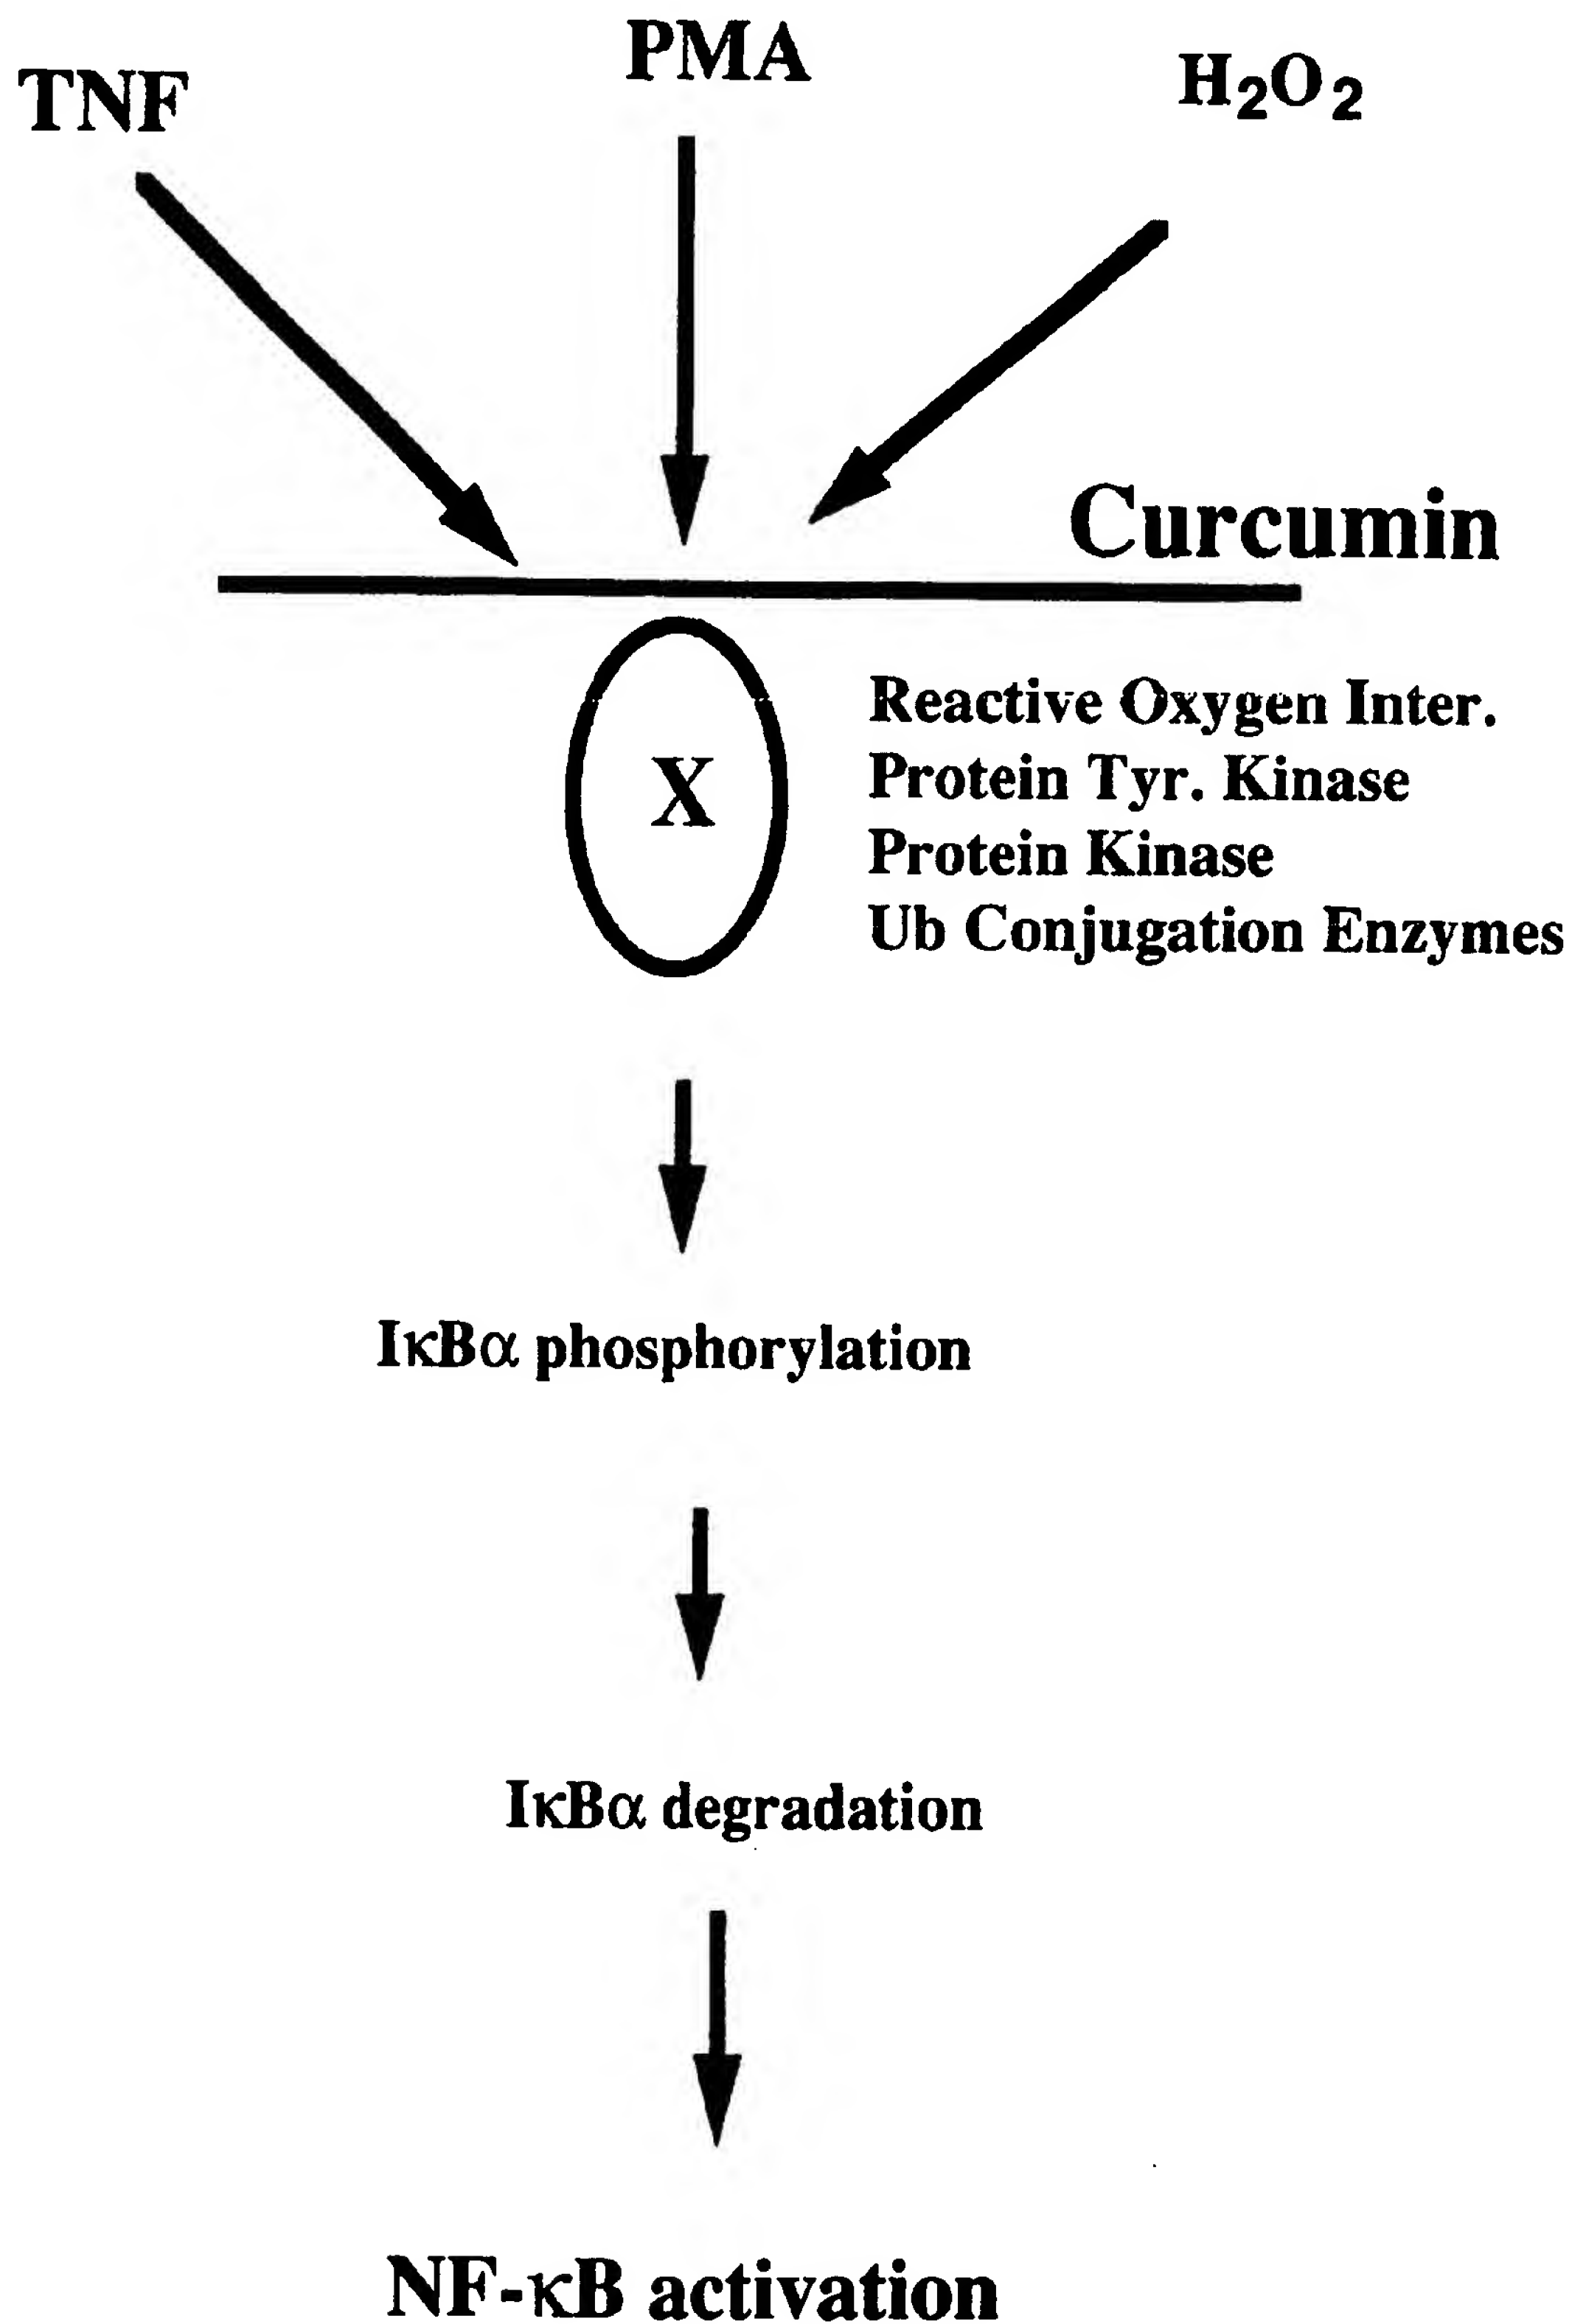 TNF
PMA
H₂O₂
Curcumin
X
Reactive Oxygen Inter.
Protein Tyr. Kinase
Protein Kinase
Ub Conjugation Enzymes
IκBα phosphorylation
IκBα degradation
NF-κB activation